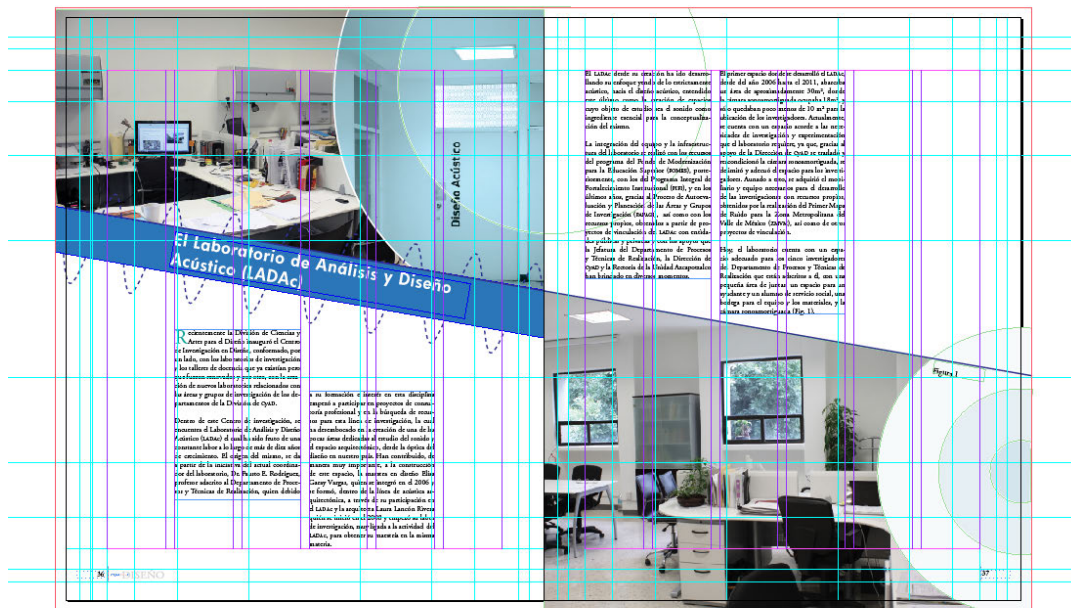 Diseño Acústico
El Laboratorio de Análisis y Diseño
Acústico (LADAc)
Recientemente la División de Ciencias y
Artes para el Diseño inauguró el Centro
de Investigación en Diseño, conformado, por
un lado, con los laboratorios de investigación
y los talleres de docencia que ya existían pero
que fueron renovados y por otro, con la crea-
ción de nuevos laboratorios relacionados con
las áreas y grupos de investigación de los de-
partamentos de la División de CyAD.
Dentro de este Centro de investigación, se
encuentra el Laboratorio de Análisis y Diseño
Acústico (LADAc) el cual ha sido fruto de una
constante labor a lo largo de más de diez años
de crecimiento. El origen del mismo, se da
a partir de la iniciativa del actual coordina-
dor del laboratorio, Dr. Fausto E. Rodríguez,
profesor adscrito al Departamento de Proce-
sos y Técnicas de Realización, quien debido
a su formación e interés en esta disciplina
empezó a participar en proyectos de consul-
toría profesional y en la búsqueda de recur-
sos para esta línea de investigación, la cual
ha desembocado en la creación de una de las
pocas áreas dedicadas al estudio del sonido y
el espacio arquitectónico, desde la óptica del
diseño en nuestro país. Han contribuido, de
manera muy importante, a la construcción
de este espacio, la maestra en diseño Elisa
Garay Vargas, quien se integró en el 2006 y
se formó, dentro de la línea de acústica ar-
quitectónica, a través de su participación en
el LADAc y la arquitecta Laura Lancón Rivera
quien se inició en el 2008 y empezó su labor
de investigación, muy ligada a la actividad del
LADAc, para obtener su maestría en la misma
materia.
36
DISEÑO
El LADAc desde su creación ha ido desarro-
llando su enfoque yendo de lo estrictamente
acústico, hacia el diseño acústico, entendido
este último como la creación de espacios
cuyo objeto de estudio es el sonido como
ingrediente esencial para la conceptualiza-
ción del mismo.
La integración del equipo y la infraestruc-
tura del laboratorio se realizó con los recursos
del programa del Fondo de Modernización
para la Educación Superior (FOMES), poste-
riormente, con los del Programa Integral de
Fortalecimiento Institucional (PIFI), y en los
últimos años, gracias al Proceso de Autoeva-
luación y Planeación de las Áreas y Grupos
de Investigación (PAPAGI), así como con los
recursos propios, obtenidos a partir de pro-
yectos de vinculación del LADAc con entida-
des públicas y privadas y con los apoyos que
la Jefatura del Departamento de Procesos
y Técnicas de Realización, la Dirección de
CyAD y la Rectoría de la Unidad Azcapotzalco
han brindado en diversos momentos.
El primer espacio donde se desarrolló el LADAc,
desde del año 2006 hasta el 2011, abarcaba
un área de aproximadamente 30m², donde
la cámara sonoamortiguada ocupaba 18m², y
sólo quedaban poco menos de 10 m² para la
ubicación de los investigadores. Actualmente,
se cuenta con un espacio acorde a las nece-
sidades de investigación y experimentación
que el laboratorio requiere, ya que, gracias al
apoyo de la Dirección de CyAD se trasladó y
reacondicionó la cámara sonoamortiguada, se
delimitó y adecuó el espacio para los investi-
gadores. Aunado a esto, se adquirió el mobi-
liario y equipo necesarios para el desarrollo
de las investigaciones con recursos propios,
obtenidos por la realización del Primer Mapa
de Ruido para la Zona Metropolitana del
Valle de México (ZMVM), así como de otros
proyectos de vinculación.
Hoy, el laboratorio cuenta con un espa-
cio adecuado para los cinco investigadores
del Departamento de Procesos y Técnicas de
Realización que están adscritos a él, con una
pequeña área de juntas, un espacio para un
ayudante y un alumno de servicio social, una
bodega para el equipo y los materiales, y la
cámara sonoamortiguada (Fig. 1).
Figura 1
37